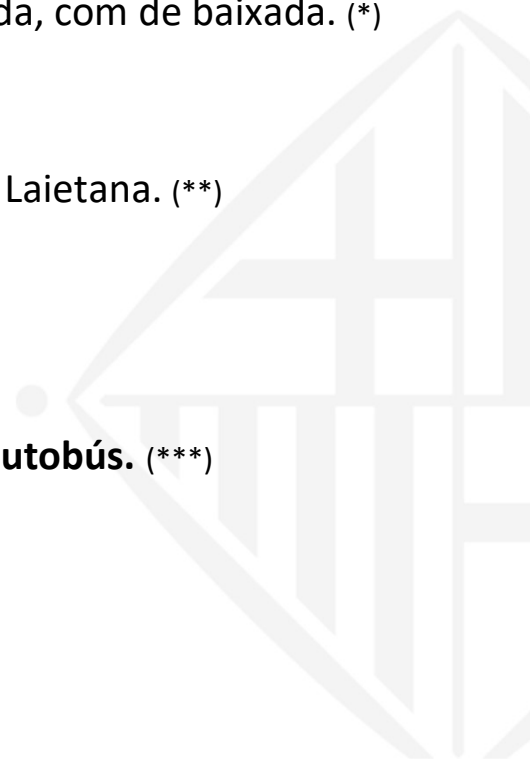 da, com de baixada. (*)
Laietana. (**)
utobús. (***)